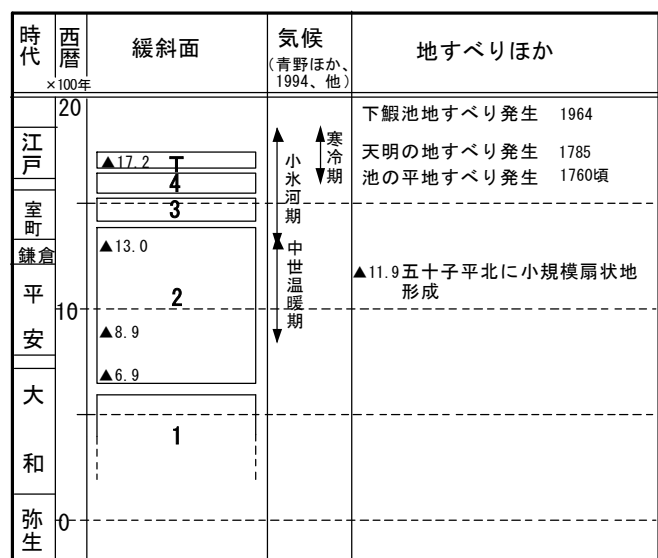 時代
西暦
×100年
緩斜面
気候
(青野ほか、
1994、他)
地すべりほか
20
下鰕池地すべり発生 1964
江戸
▲17.2
T
小氷河期
寒冷期
天明の地すべり発生 1785
池の平地すべり発生 1760頃
4
室町
3
鎌倉
▲13.0
中世温暖期
▲11.9五十子平北に小規模扇状地
形成
平安
2
10
▲8.9
▲6.9
大和
1
弥生
0